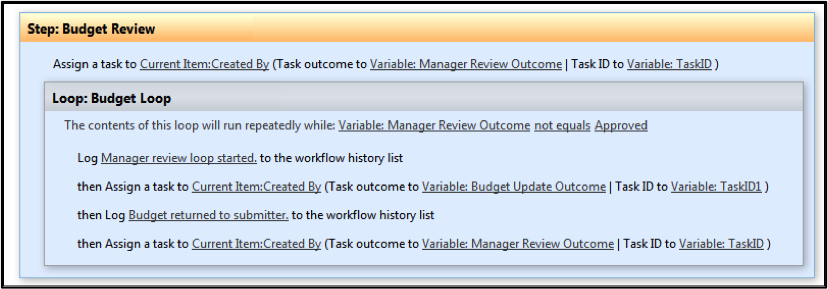 Step: Budget Review
Assign a task to Current Item:Created By (Task outcome to Variable: Manager Review Outcome | Task ID to Variable: TaskID )
Loop: Budget Loop
The contents of this loop will run repeatedly while: Variable: Manager Review Outcome not equals Approved
Log Manager review loop started. to the workflow history list
then Assign a task to Current Item:Created By (Task outcome to Variable: Budget Update Outcome | Task ID to Variable: TaskID1 )
then Log Budget returned to submitter. to the workflow history list
then Assign a task to Current Item:Created By (Task outcome to Variable: Manager Review Outcome | Task ID to Variable: TaskID )